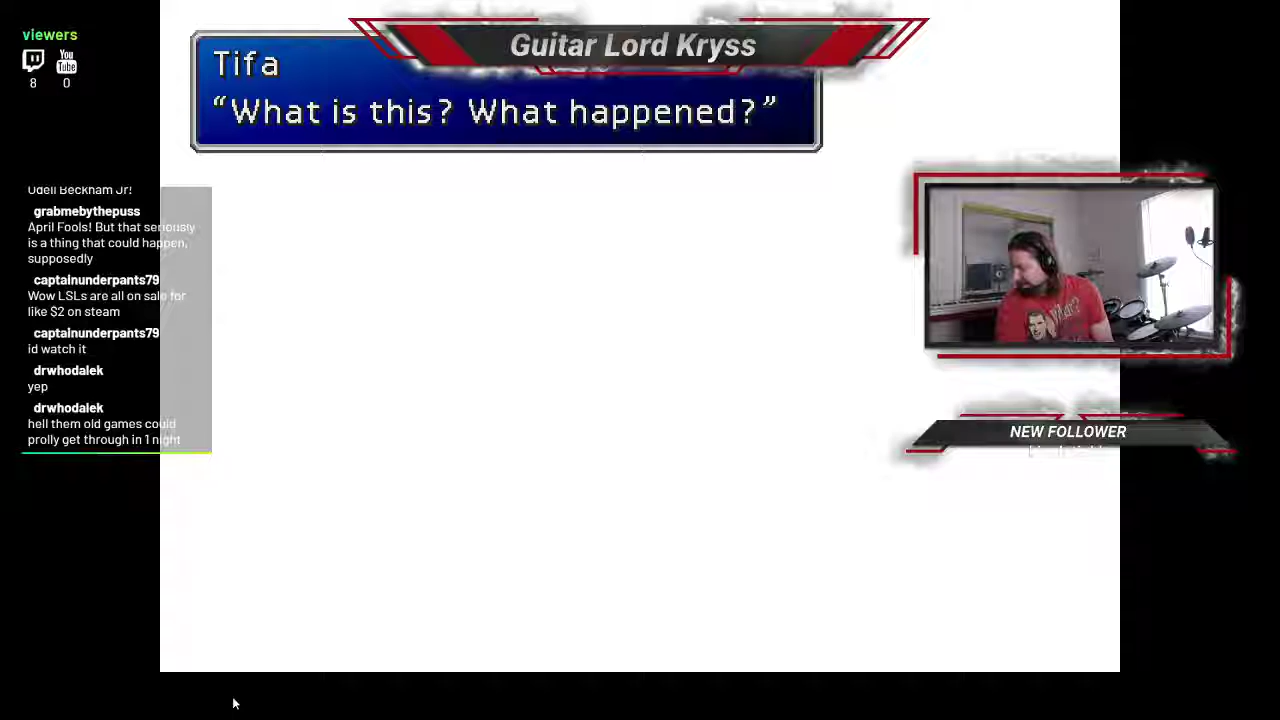 viewers
You Tube
8 0
Guitar Lord Kryss
Tifa
“What is this? What happened?”
Odell Beckham Jr!
grabmebythepuss
April Fools! But that seriously
is a thing that could happen,
supposedly
captainunderpants79
Wow LSLs are all on sale for
like $2 on steam
captainunderpants79
id watch it
drwhodalek
yep
drwhodalek
hell them old games could
prolly get through in 1 night
NEW FOLLOWER